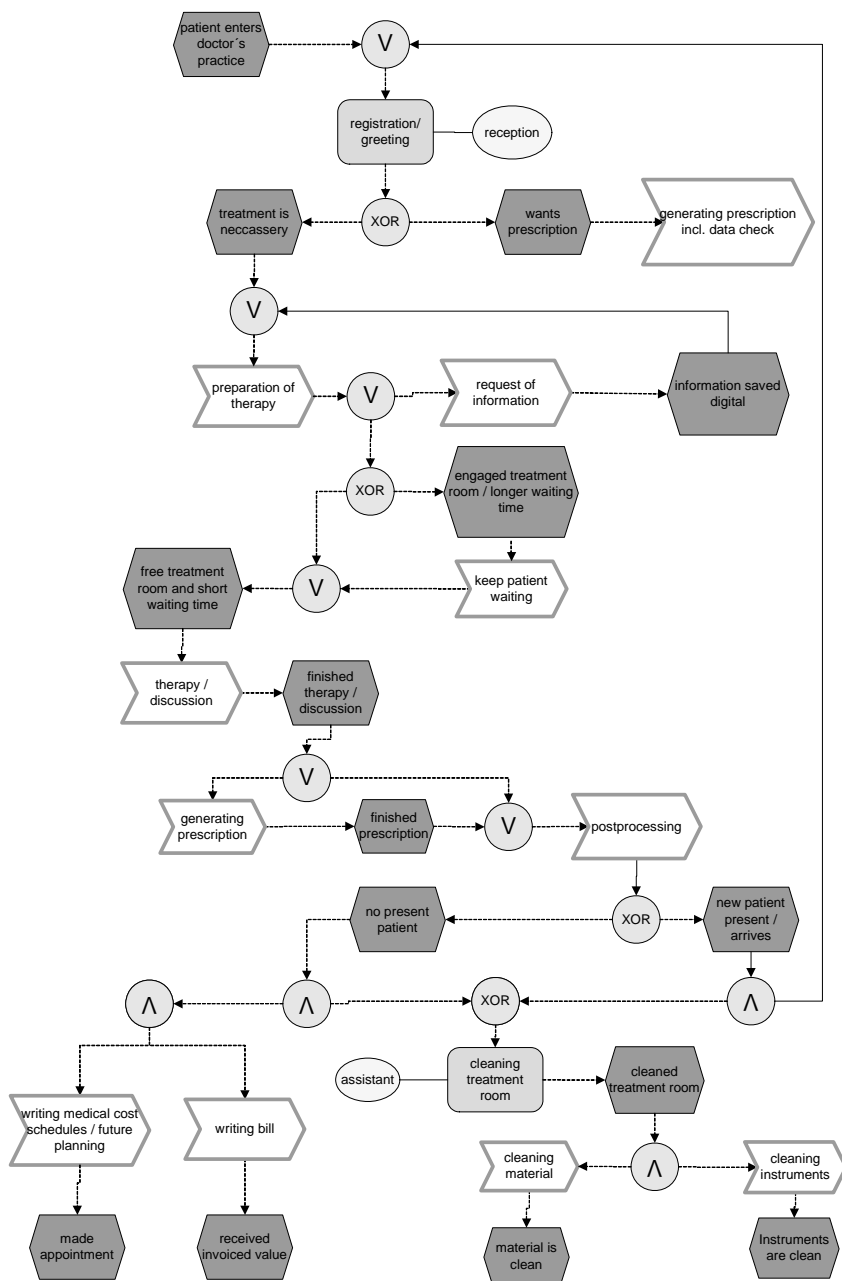 patient enters
doctor´s
practice
V
registration/
greeting
reception
treatment is
neccassery
XOR
wants
prescription
generating prescription
incl. data check
V
preparation of
therapy
V
request of
information
information saved
digital
XOR
engaged treatment
room / longer waiting
time
free treatment
room and short
waiting time
V
keep patient
waiting
therapy /
discussion
finished
therapy /
discussion
V
generating
prescription
finished
prescription
V
postprocessing
no present
patient
XOR
new patient
present /
arrives
Λ
Λ
XOR
Λ
assistant
cleaning
treatment
room
cleaned
treatment room
writing medical cost
schedules / future
planning
writing bill
cleaning
material
Λ
cleaning
instruments
made
appointment
received
invoiced value
material is
clean
Instruments
are clean